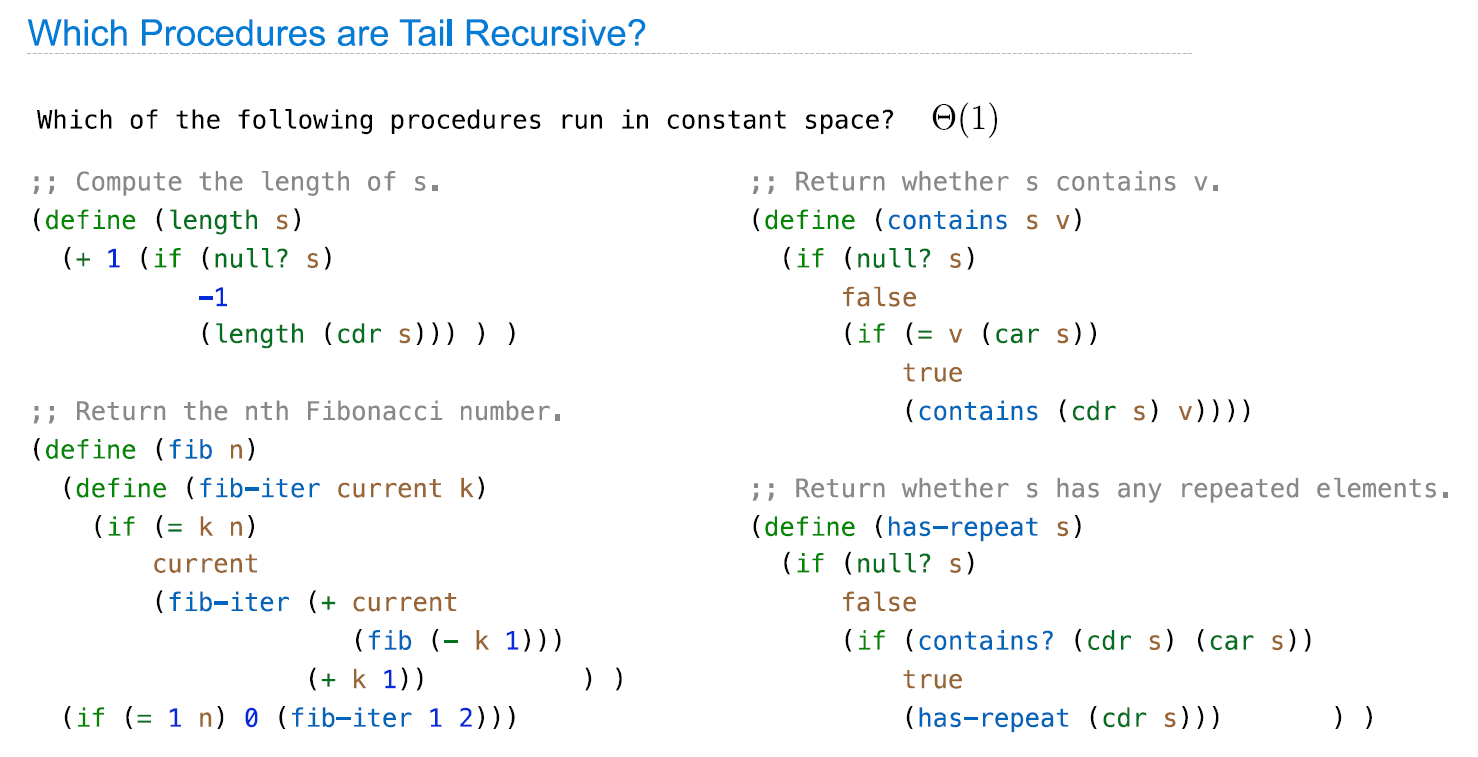 Which Procedures are Tail Recursive?
Which of the following procedures run in constant space? Θ(1)
;; Compute the length of s.
(define (length s)
  (+ 1 (if (null? s)
           -1
           (length (cdr s))) ) )
;; Return the nth Fibonacci number.
(define (fib n)
  (define (fib-iter current k)
    (if (= k n)
        current
        (fib-iter (+ current
                     (fib (- k 1)))
                  (+ k 1))          ) )
  (if (= 1 n) 0 (fib-iter 1 2)))
;; Return whether s contains v.
(define (contains s v)
  (if (null? s)
      false
      (if (= v (car s))
          true
          (contains (cdr s) v))))
;; Return whether s has any repeated elements.
(define (has-repeat s)
  (if (null? s)
      false
      (if (contains? (cdr s) (car s))
          true
          (has-repeat (cdr s)))       ) )